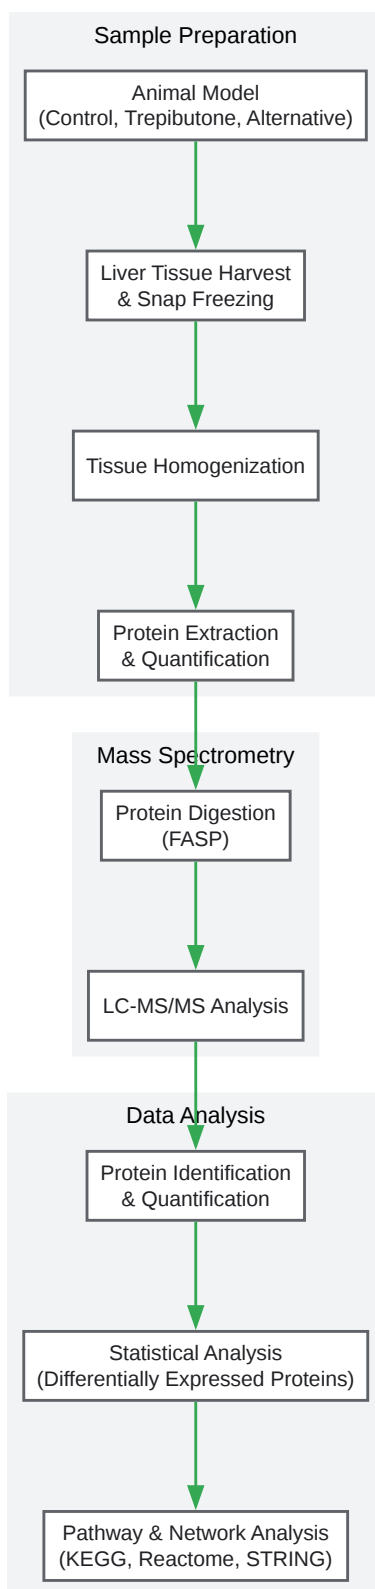 Sample Preparation
Animal Model
(Control, Trepibutone, Alternative)
Liver Tissue Harvest
& Snap Freezing
Tissue Homogenization
Protein Extraction
& Quantification
Mass Spectrometry
Protein Digestion
(FASP)
LC-MS/MS Analysis
Data Analysis
Protein Identification
& Quantification
Statistical Analysis
(Differentially Expressed Proteins)
Pathway & Network Analysis
(KEGG, Reactome, STRING)